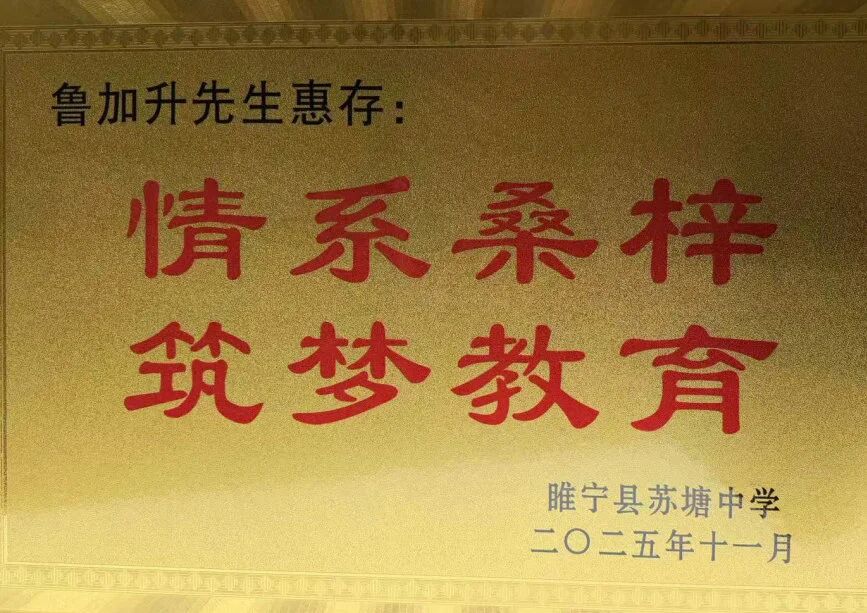 鲁加升先生惠存：
情系桑梓
筑梦教育
睢宁县苏塘中学
二〇二五年十一月